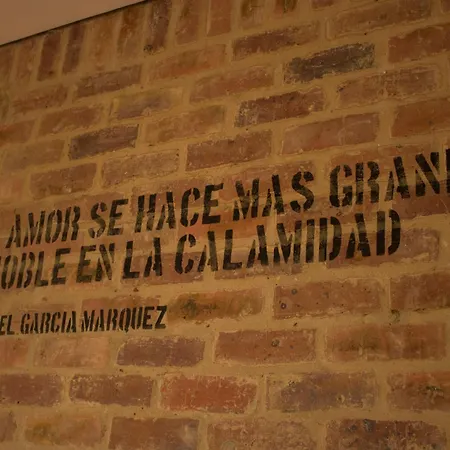 AMOR SE HACE MAS GRAN
OBLE EN LA CALAMIDAD
EL GARCIA MARQUEZ